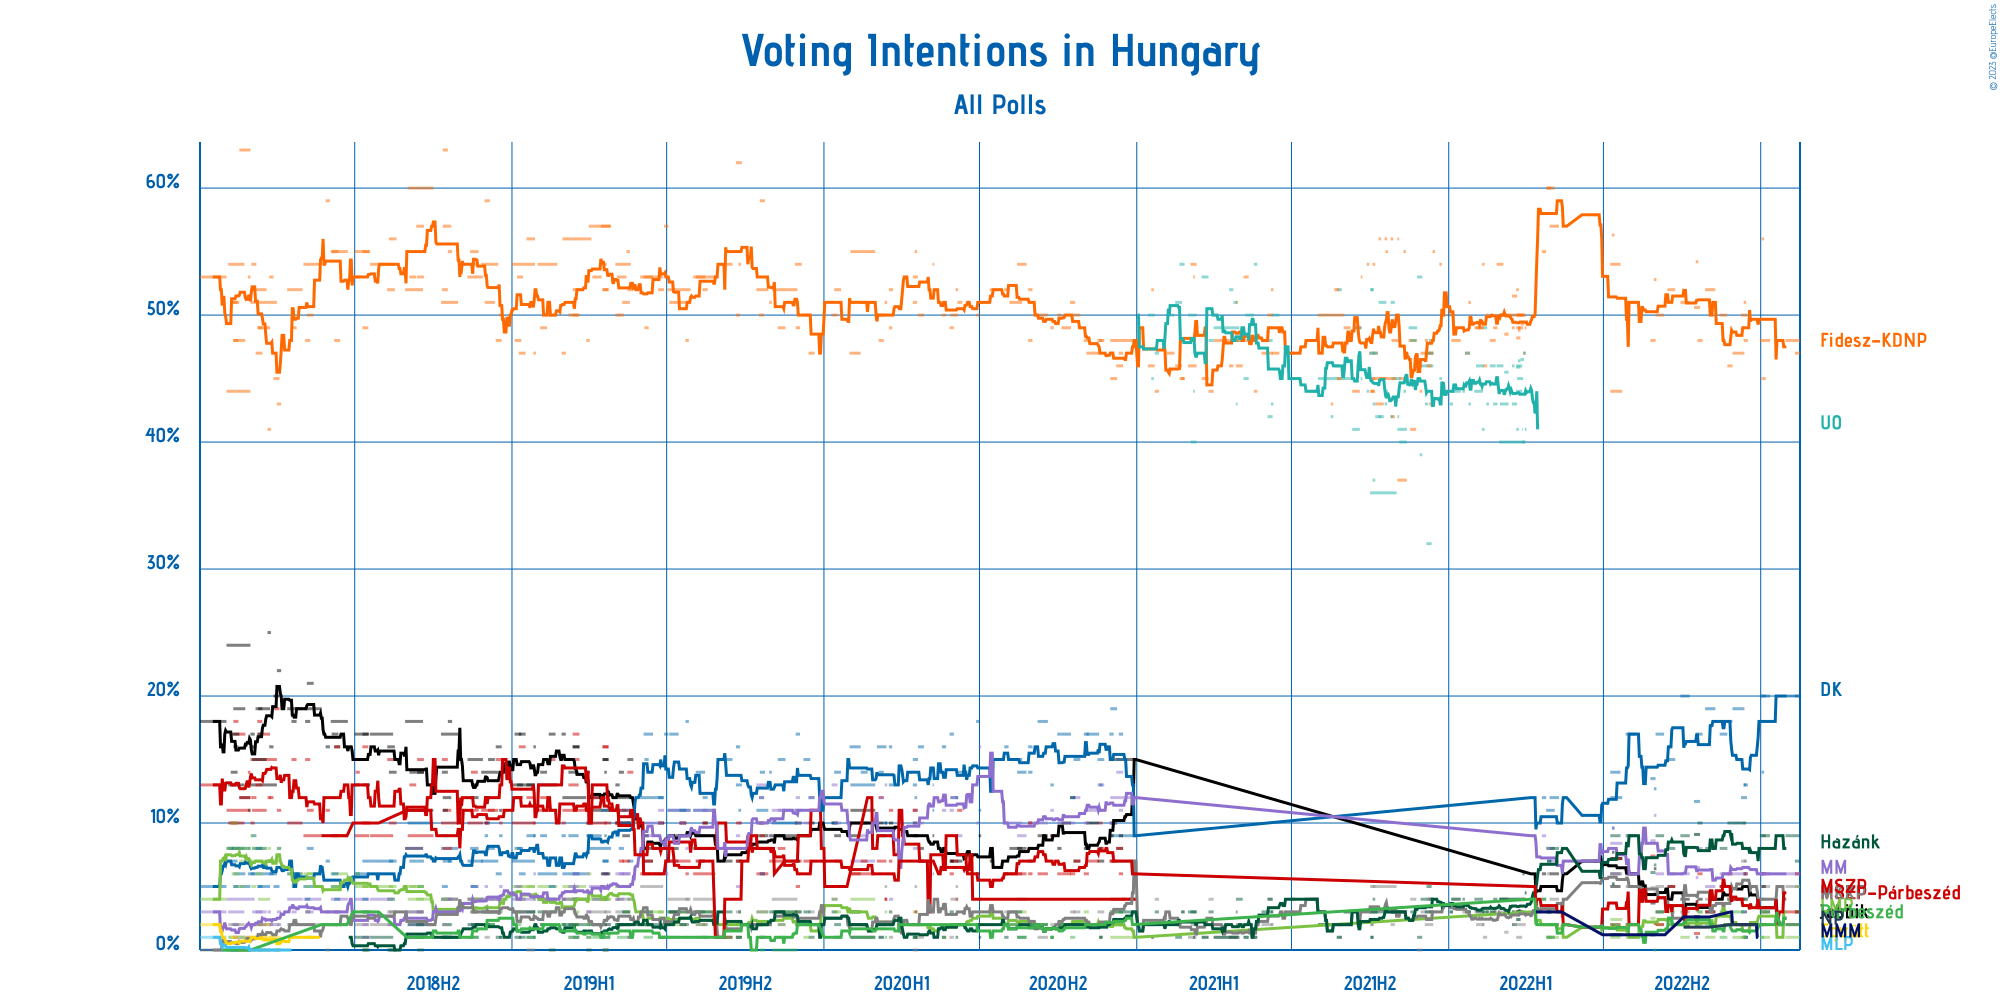 © 2023 @EuropeElects
Voting Intentions in Hungary
All Polls
60%
50%
40%
30%
20%
10%
0%
Fidesz–KDNP
UO
DK
Hazánk
MM
MSZP
MSZP–Párbeszéd
MMM
MLP
2018H2
2019H1
2019H2
2020H1
2020H2
2021H1
2021H2
2022H1
2022H2